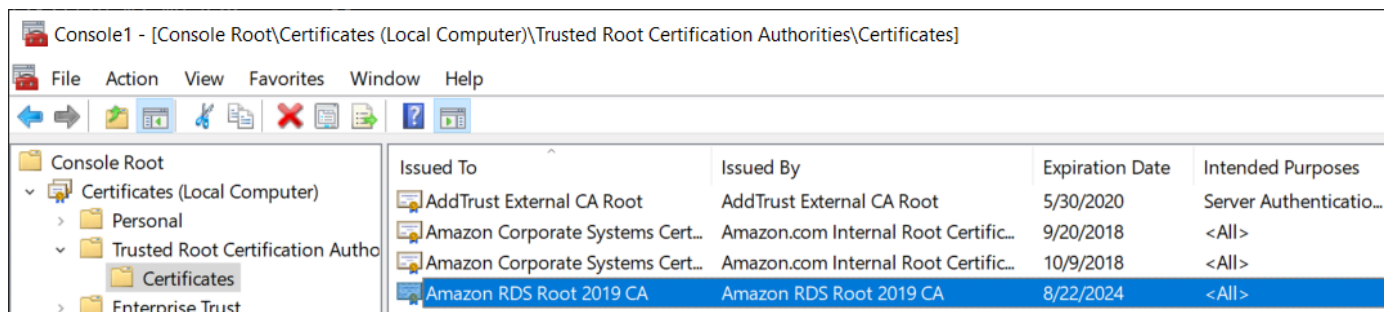 Console1 - [Console Root\Certificates (Local Computer)\Trusted Root Certification Authorities\Certificates]
File Action View Favorites Window Help
Console Root
Certificates (Local Computer)
Personal
Trusted Root Certification Autho
Certificates
Enterprise Trust
Issued To Issued By Expiration Date Intended Purposes
AddTrust External CA Root AddTrust External CA Root 5/30/2020 Server Authenticatio...
Amazon Corporate Systems Cert... Amazon.com Internal Root Certific... 9/20/2018 <All>
Amazon Corporate Systems Cert... Amazon.com Internal Root Certific... 10/9/2018 <All>
Amazon RDS Root 2019 CA Amazon RDS Root 2019 CA 8/22/2024 <All>